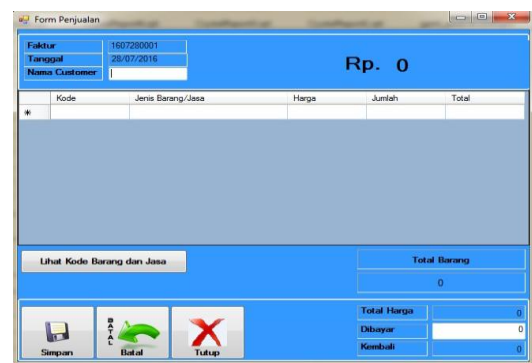 Form Penjualan
Faktur 1607280001
Tanggal 28/07/2016
Nama Customer
Rp. 0
Kode Jenis Barang/Jasa Harga Jumlah Total
Lihat Kode Barang dan Jasa
Total Barang
0
Total Harga 0
Dibayar 0
Kembali 0
BATAL
Simpan Batal Tutup